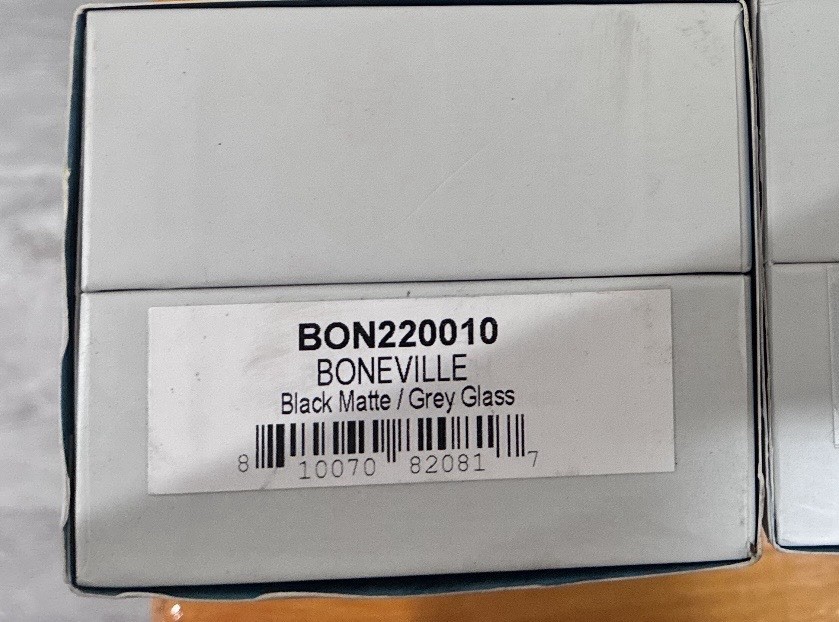 BON220010
BONEVILLE
Black Matte / Grey Glass
8 10070 82081 7